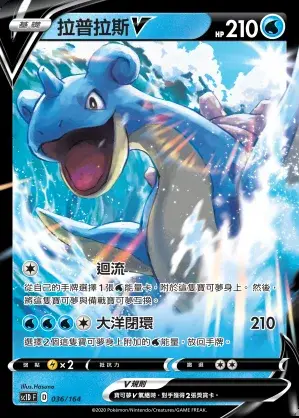 基礎 拉普拉斯V HP 210
迴流
從自己的手牌選擇1張能量卡,附於這隻寶可夢身上。然後,
將這隻寶可夢與備戰寶可夢互換。
大洋閉環 210
選擇2個這隻寶可夢身上附加的能量,放回手牌。
弱點 ×2 抵抗力 撤退
V規則
寶可夢V氣絕時,對手獲得2張獎賞卡。
Illus. Hasuno
sc1D F 036/164
©2020 Pokémon/Nintendo/Creatures/GAME FREAK.